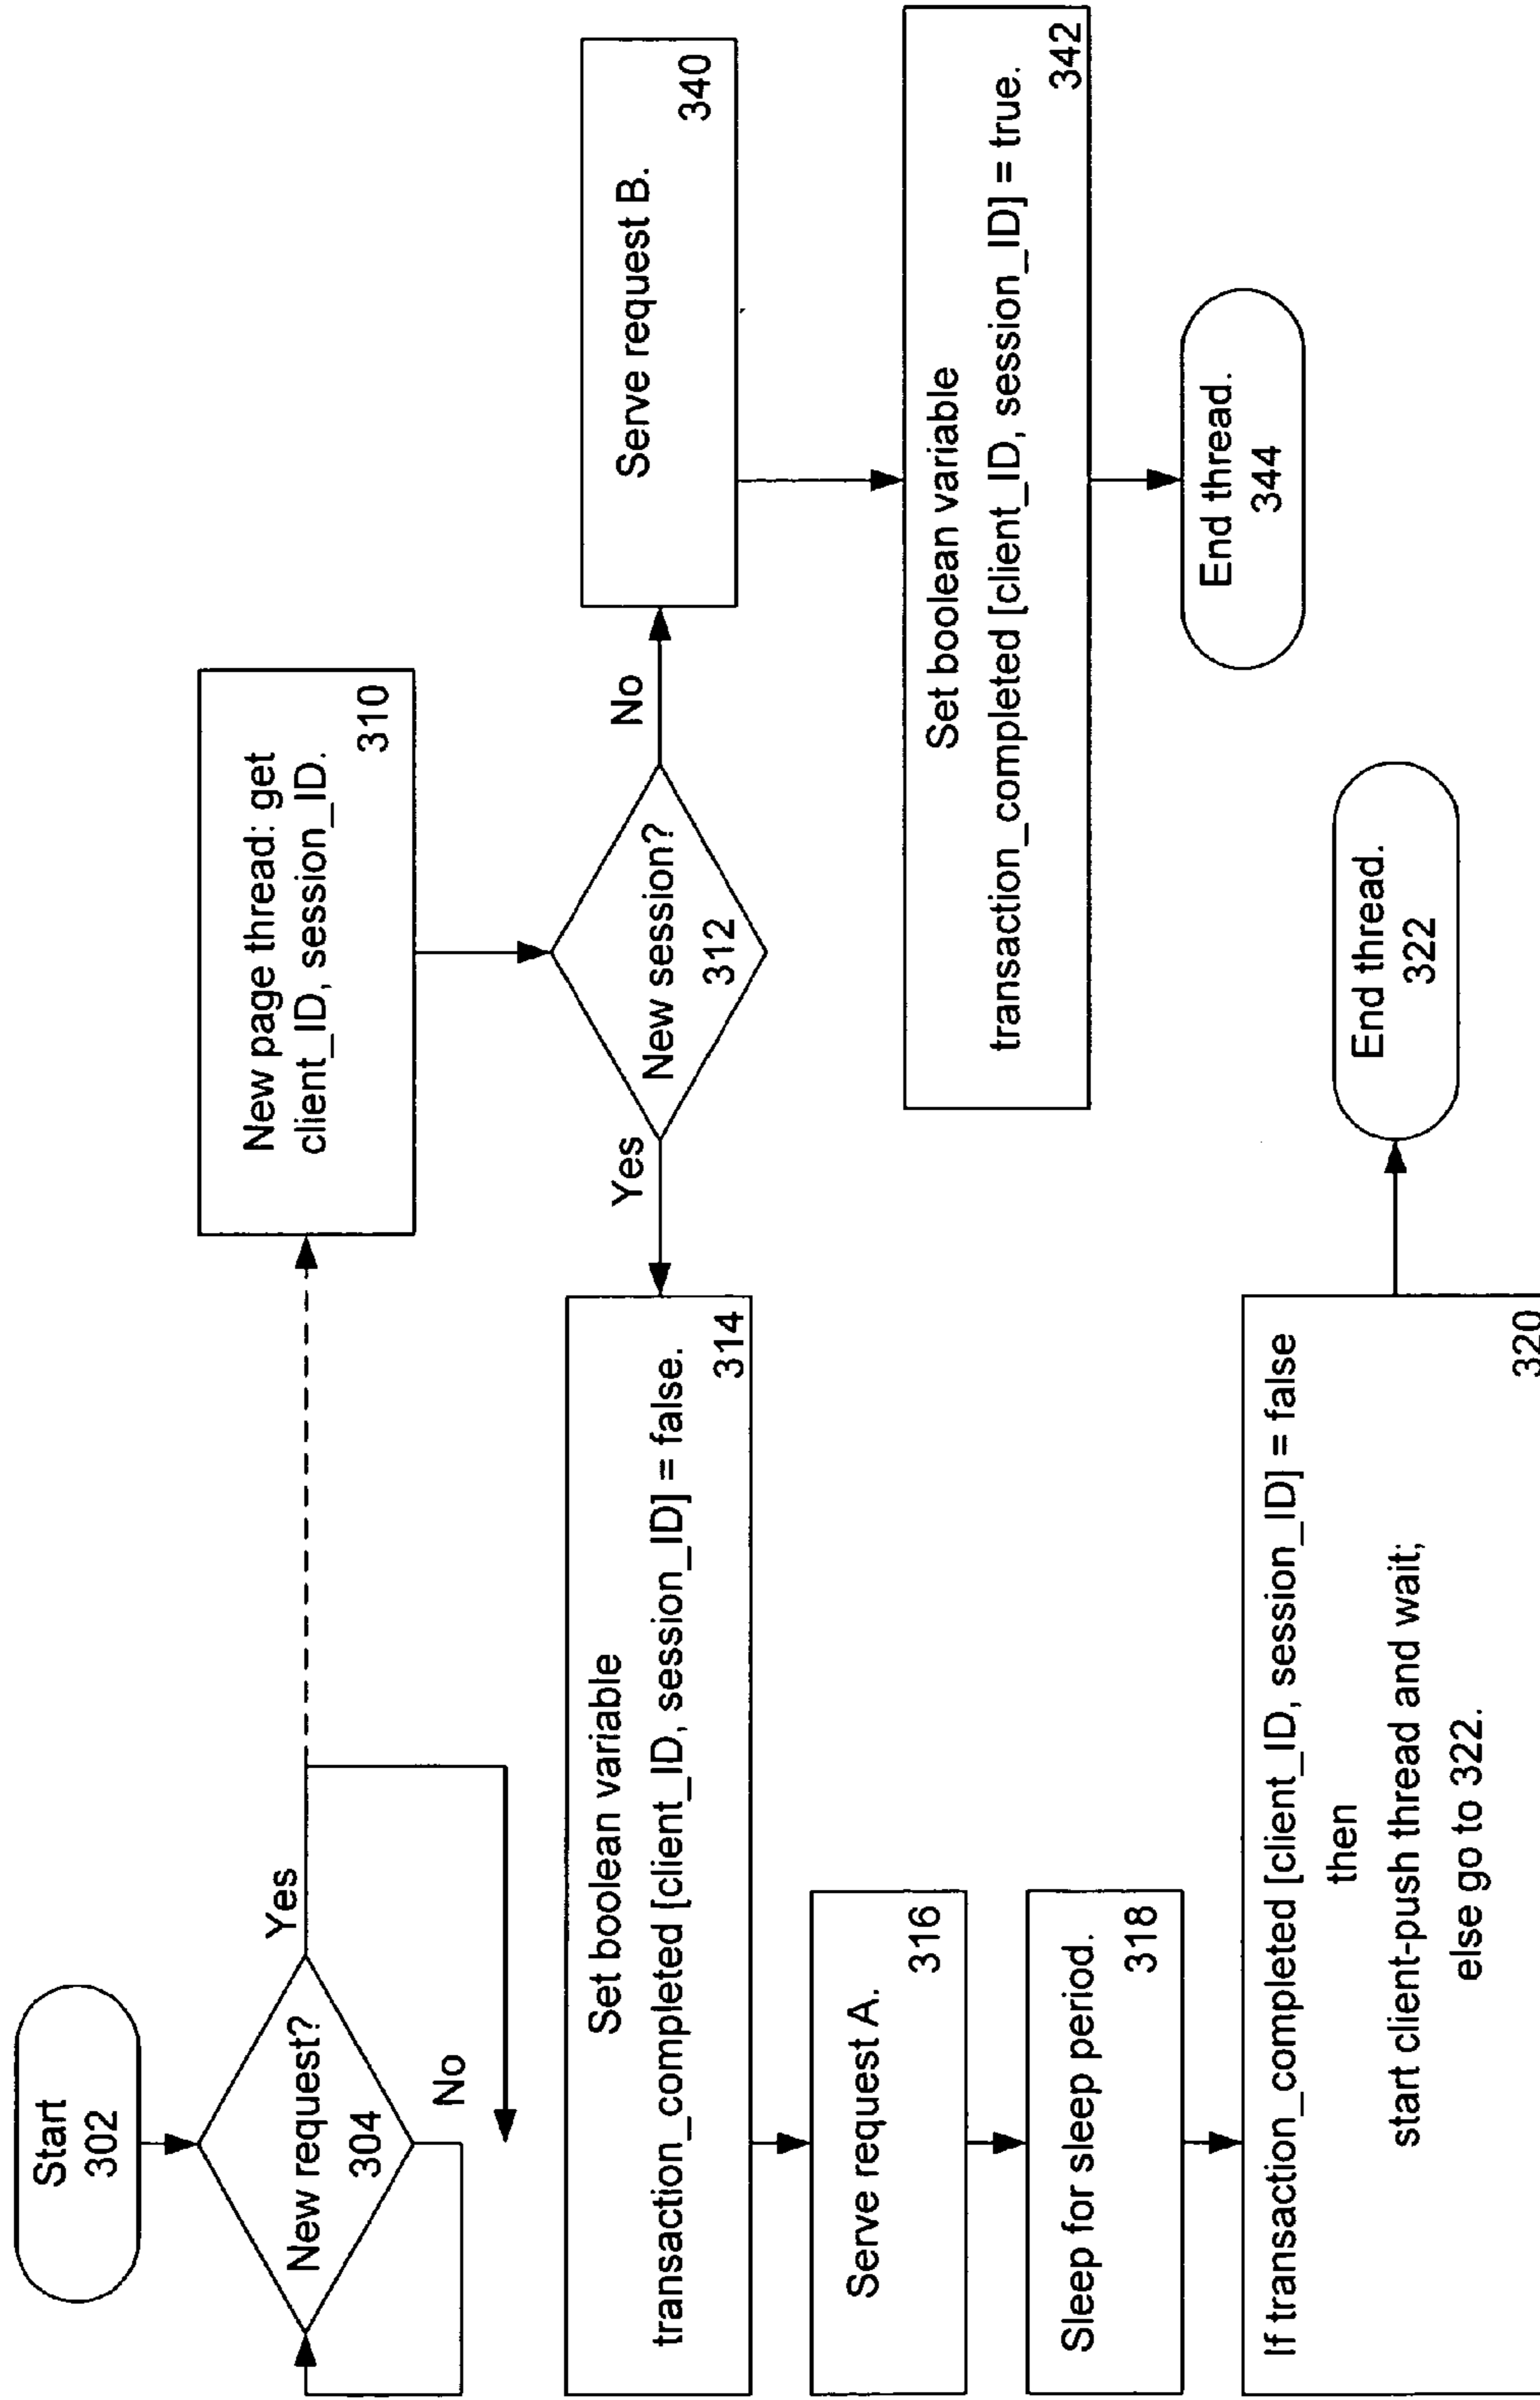 Start
302
New request?
304
Yes
No
New page thread: get
client_ID, session_ID.
310
New session?
312
Yes
No
Set boolean variable
transaction_completed [client_ID, session_ID] = false.
314
Serve request A.
316
Sleep for sleep period.
318
If transaction_completed [client_ID, session_ID] = false
then
start client-push thread and wait;
else go to 322.
320
End thread.
322
Serve request B.
340
Set boolean variable
transaction_completed [client_ID, session_ID] = true.
342
End thread.
344